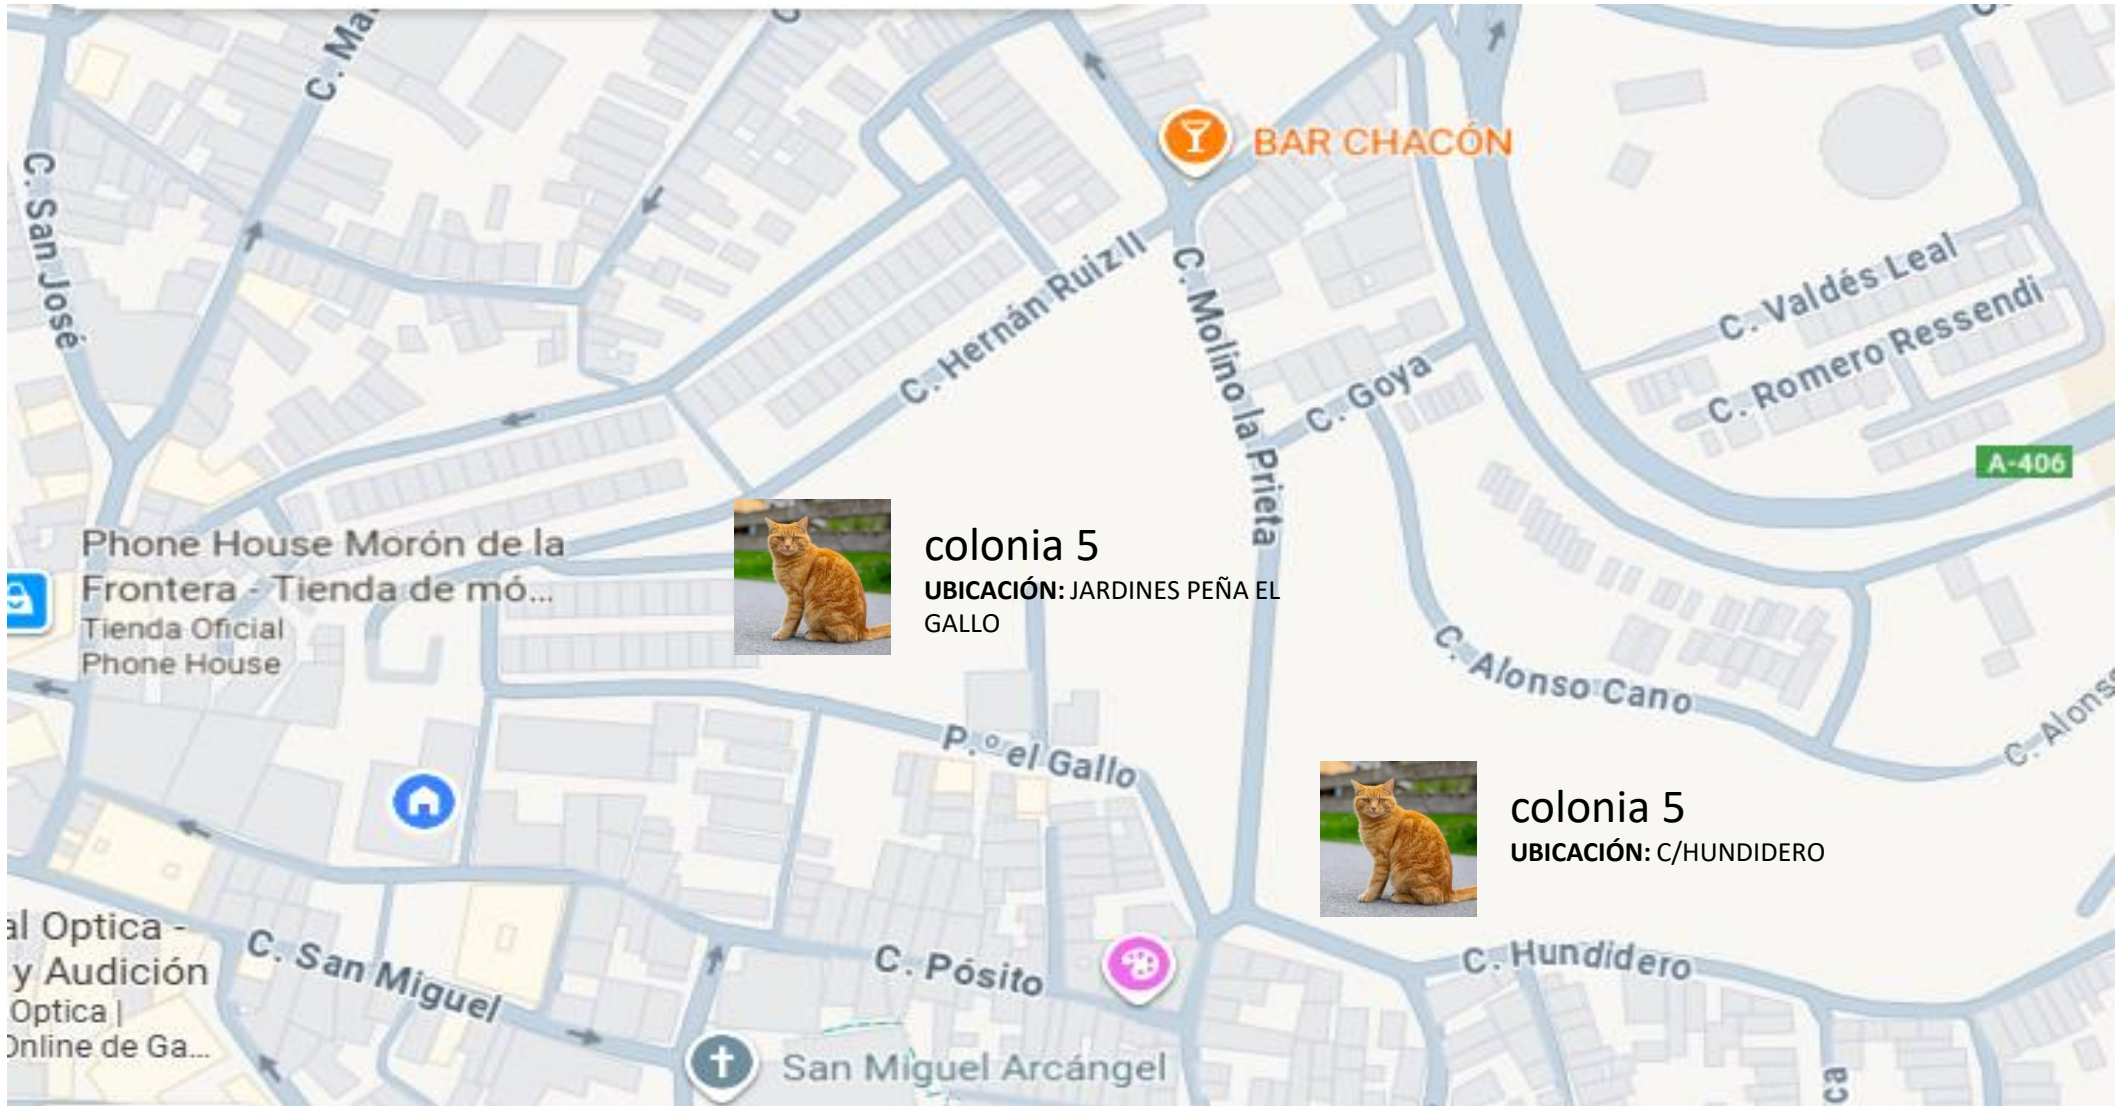 C. Ma
C. San José
BAR CHACÓN
C. Hernán Ruiz II
C. Molino la Prieta
C. Goya
C. Valdés Leal
C. Romero Ressendi
A-406
Phone House Morón de la
Frontera - Tienda de mó...
Tienda Oficial
Phone House
colonia 5
UBICACIÓN: JARDINES PEÑA EL
GALLO
C. Alonso Cano
C. Alonso
P.º el Gallo
colonia 5
UBICACIÓN: C/HUNDIDERO
al Optica -
y Audición
Optica |
Online de Ga...
C. San Miguel
C. Pósito
C. Hundidero
San Miguel Arcángel
ca